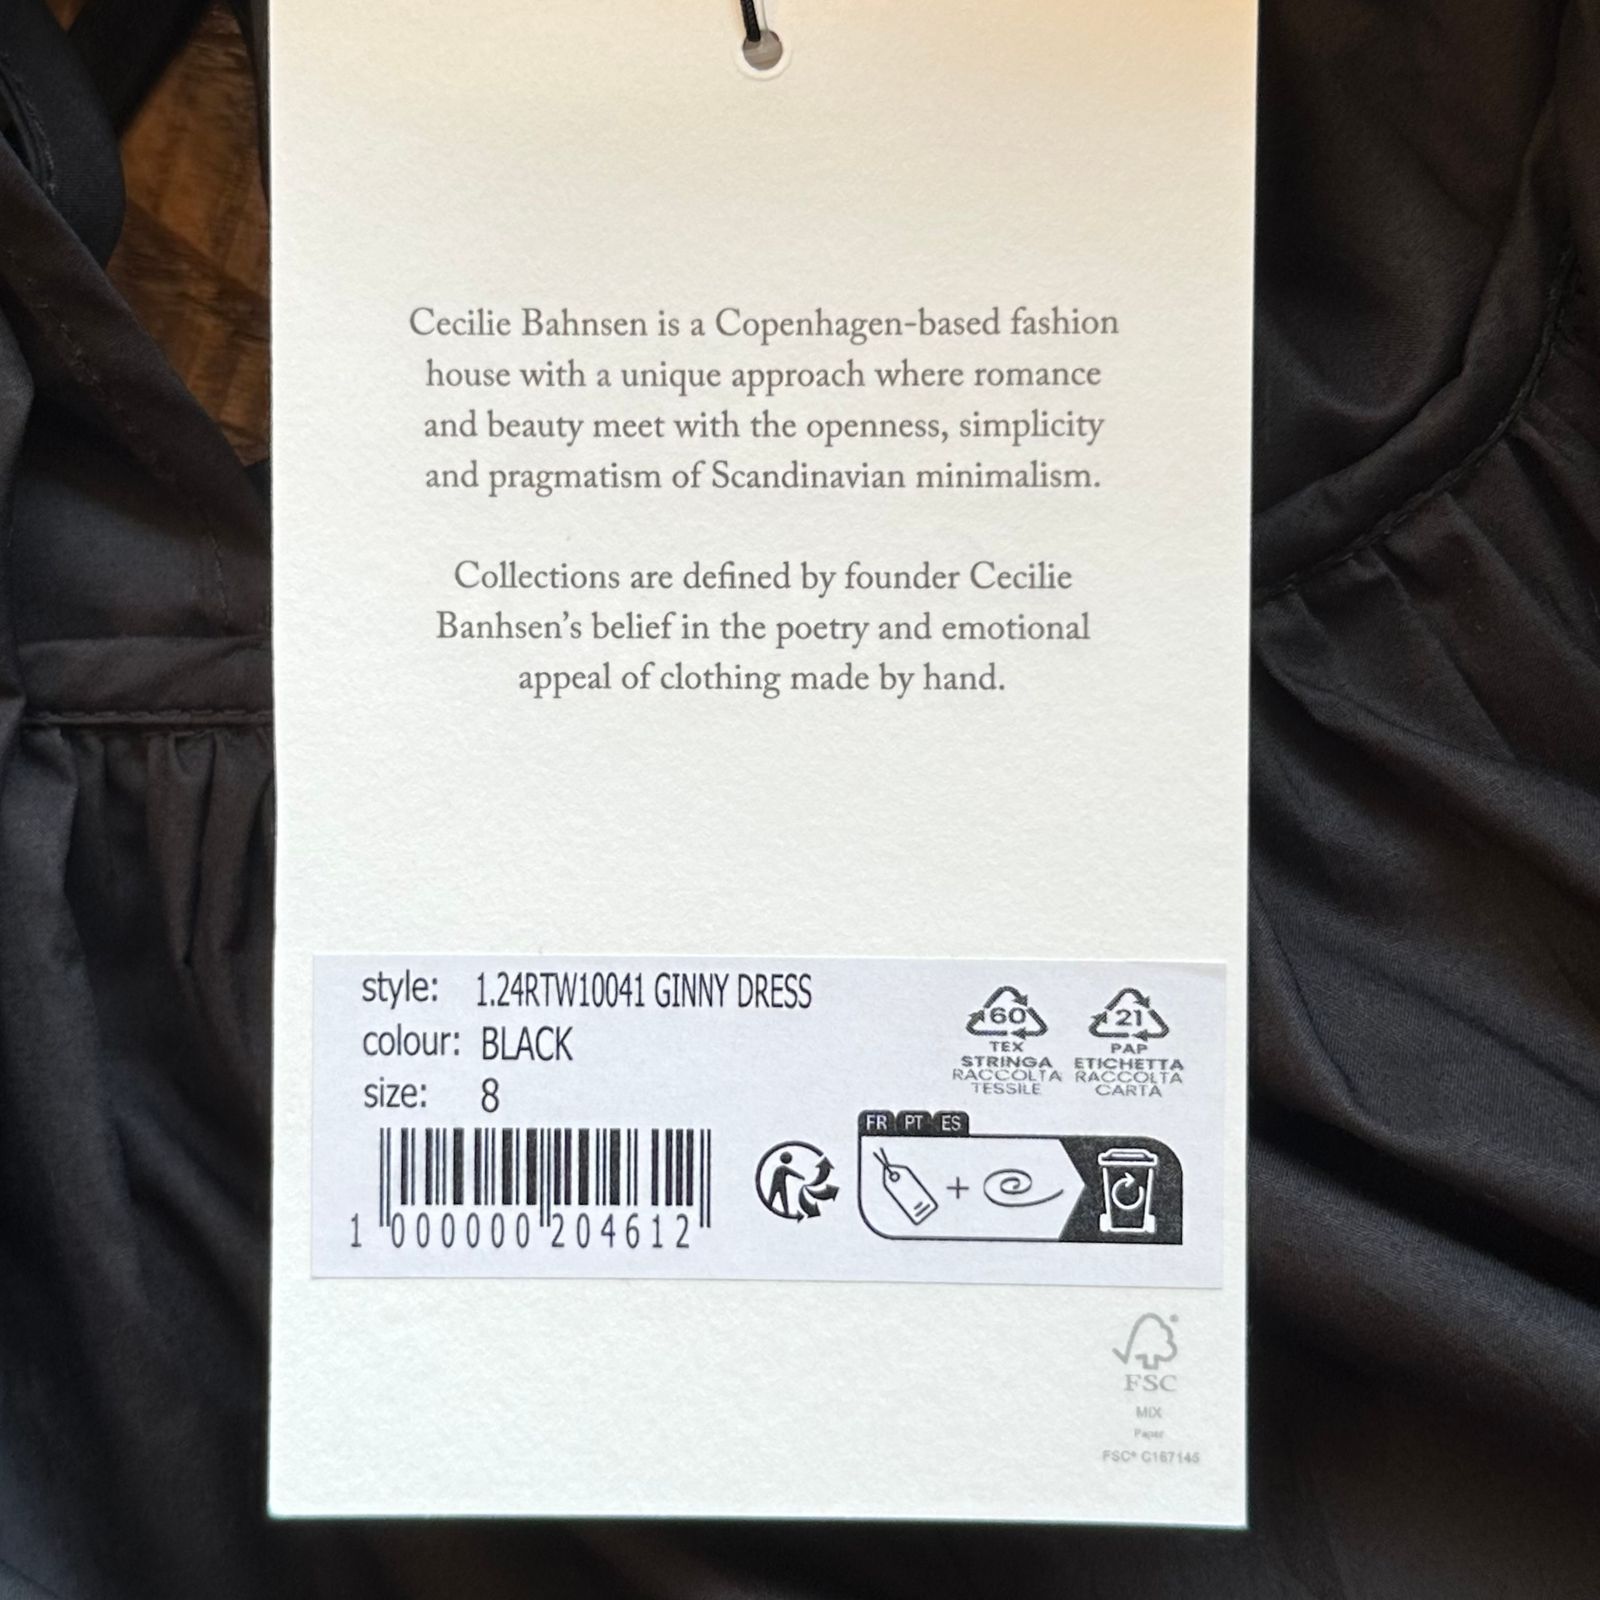 Cecilie Bahnsen is a Copenhagen-based fashion
house with a unique approach where romance
and beauty meet with the openness, simplicity
and pragmatism of Scandinavian minimalism.
Collections are defined by founder Cecilie
Banhsen’s belief in the poetry and emotional
appeal of clothing made by hand.
style: 1.24RTW10041 GINNY DRESS
colour: BLACK
size: 8
1 000000 204612
60
TEX
STRINGA
RACCOLTA
TESSILE
21
PAP
ETICHETTA
RACCOLTA
CARTA
FR PT ES
+
FSC
MIX
Paper
FSC® C167145